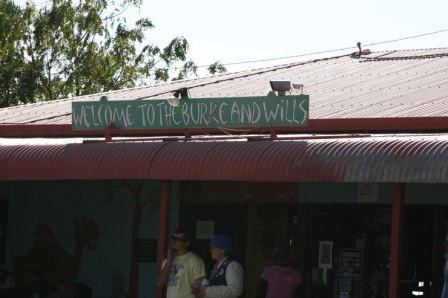 WELCOME TO THE BURKE AND WILLS